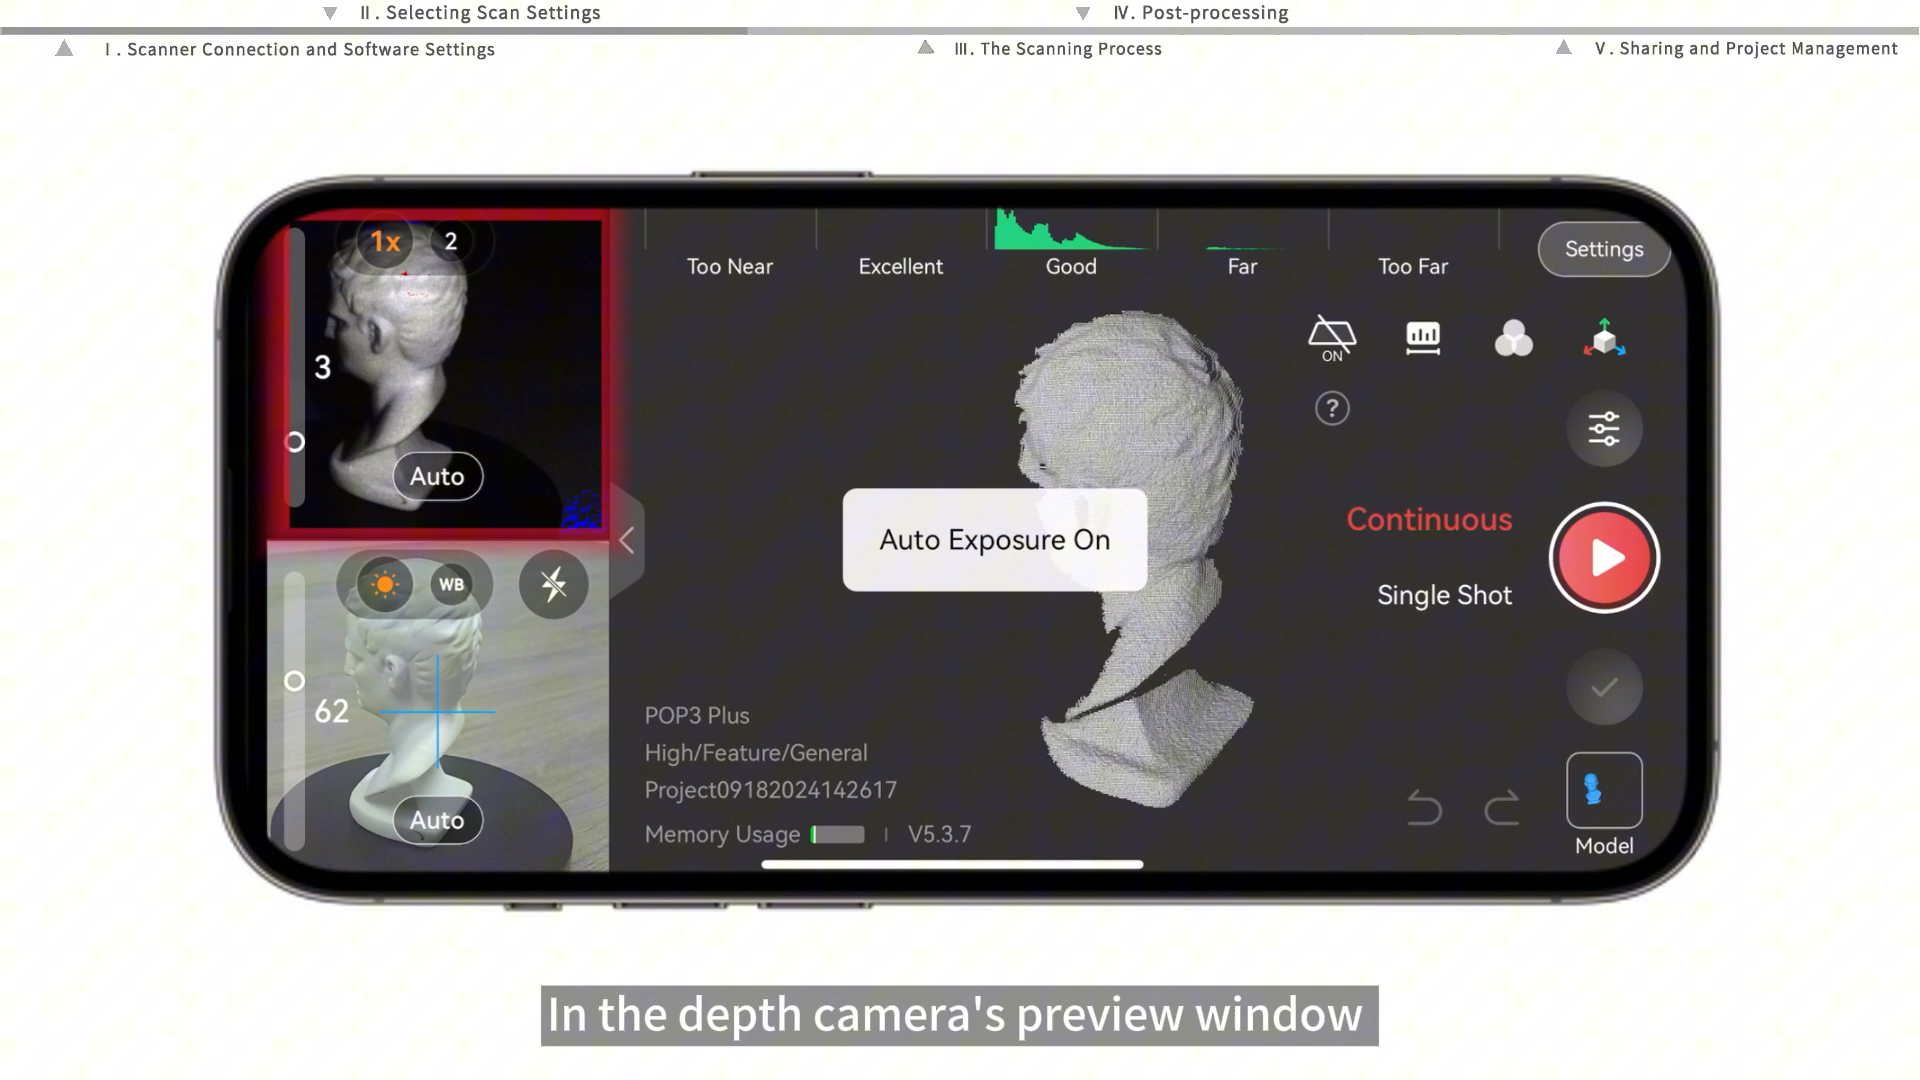 II . Selecting Scan Settings
IV. Post-processing
I . Scanner Connection and Software Settings
III. The Scanning Process
V . Sharing and Project Management
1x
2
Too Near
Excellent
Good
Far
Too Far
Settings
ON
3
?
Auto
Continuous
Auto Exposure On
WB
Single Shot
62
POP3 Plus
High/Feature/General
Project09182024142617
Auto
Memory Usage
V5.3.7
Model
In the depth camera's preview window